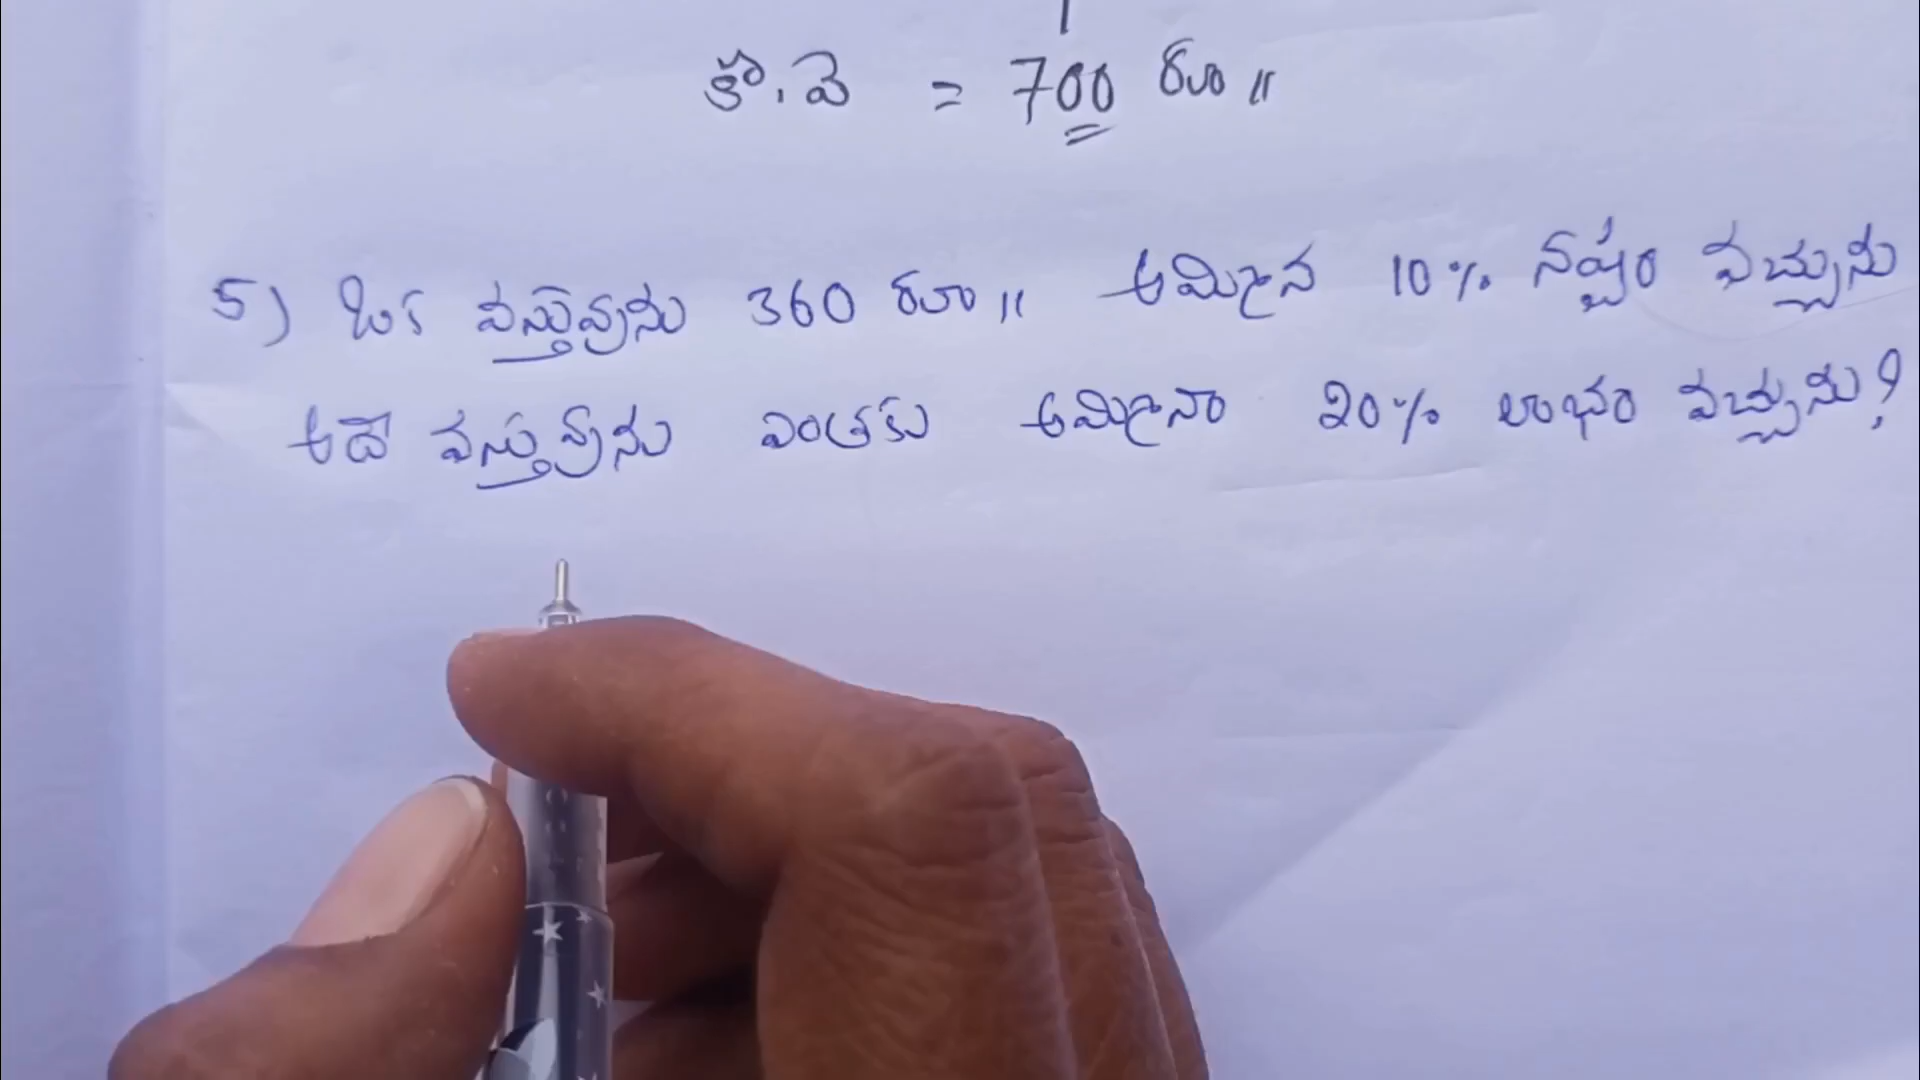 కొ.వె = 700 రూ॥
5) ఒక వస్తువును 360 రూ॥ అమ్మిన 10% నష్టం వచ్చును
అదే వస్తువును ఎంతకు అమ్మినా 20% లాభం వచ్చును?